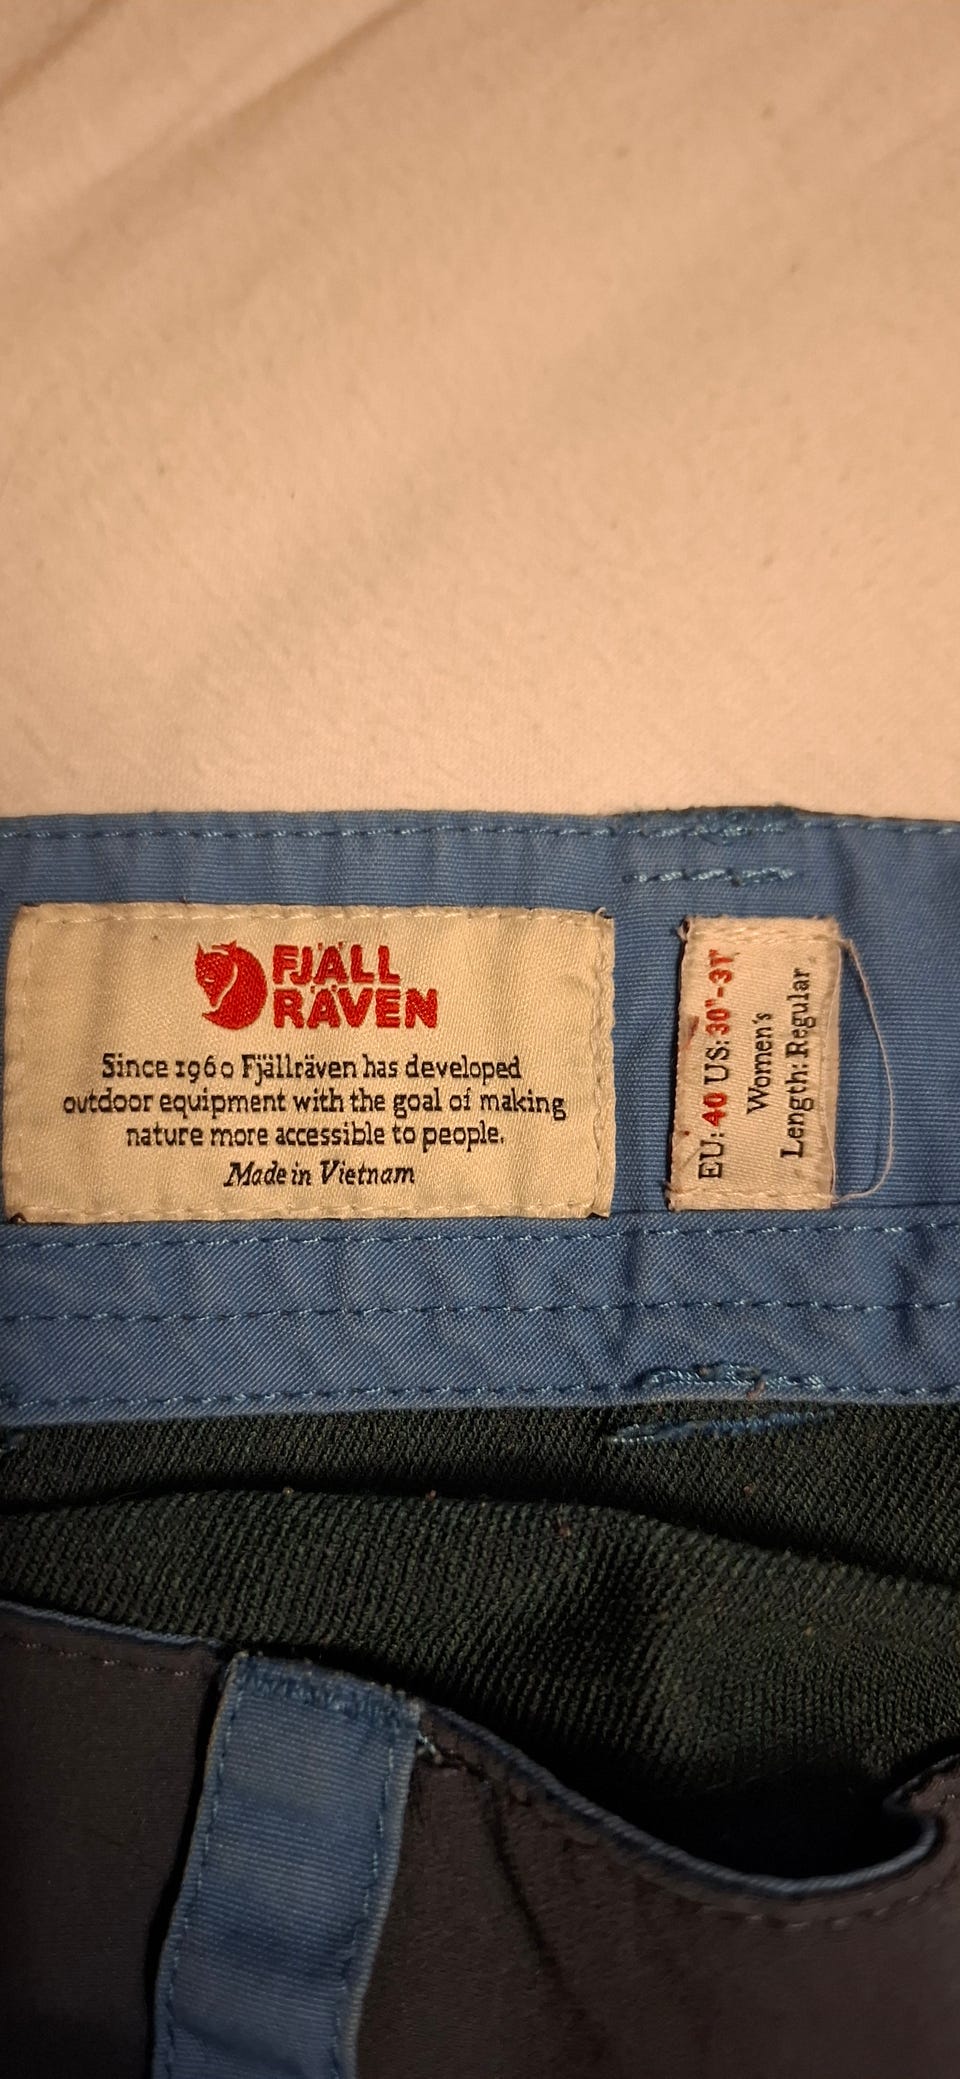 FJÄLL
RÄVEN
Since 1960 Fjällräven has developed
outdoor equipment with the goal of making
nature more accessible to people.
Made in Vietnam
EU: 40 US: 30"-31"
Women's
Length: Regular